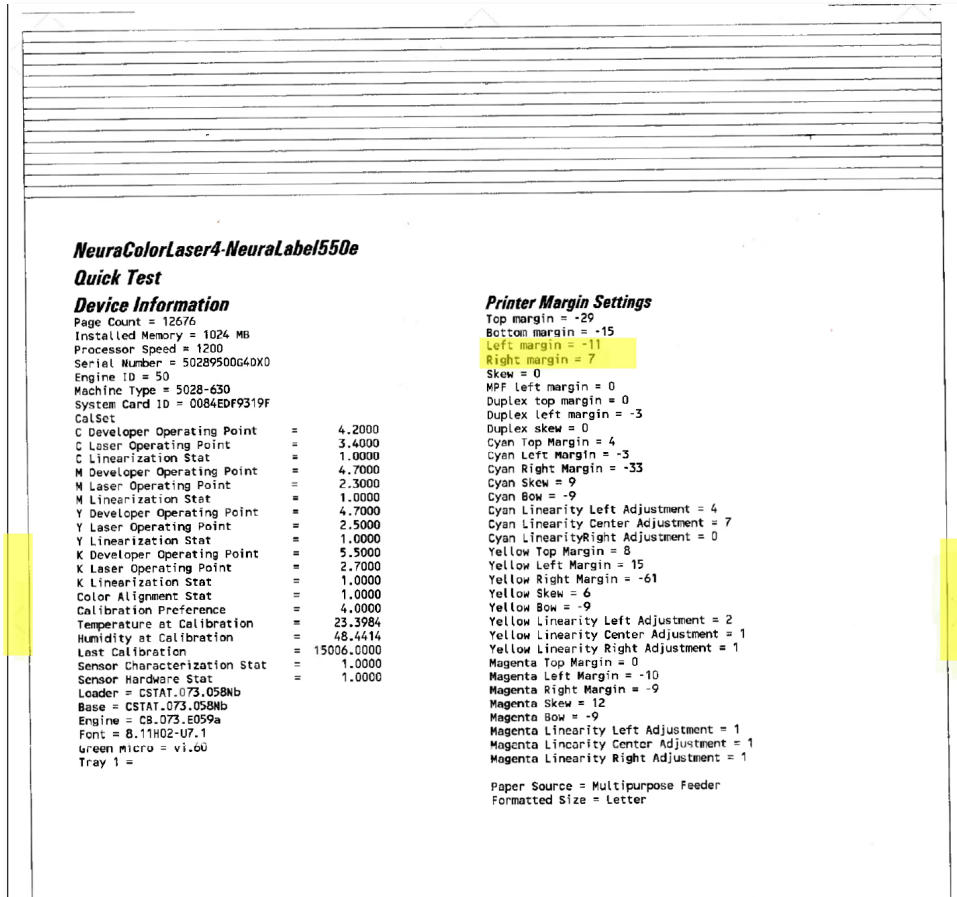 NeuraColorLaser4-NeuraLabel550e
Quick Test
Device Information
Page Count = 12676
Installed Memory = 1024 MB
Processor Speed = 1200
Serial Number = 50289500G4DX0
Engine ID = 50
Machine Type = 5028-630
System Card ID = 0084EDF9319F
CalSet
C Developer Operating Point = 4.2000
C Laser Operating Point = 3.4000
C Linearization Stat = 1.0000
M Developer Operating Point = 4.7000
M Laser Operating Point = 2.3000
M Linearization Stat = 1.0000
Y Developer Operating Point = 4.7000
Y Laser Operating Point = 2.5000
Y Linearization Stat = 1.0000
K Developer Operating Point = 5.5000
K Laser Operating Point = 2.7000
K Linearization Stat = 1.0000
Color Alignment Stat = 1.0000
Calibration Preference = 4.0000
Temperature at Calibration = 23.3984
Humidity at Calibration = 48.4414
Last Calibration = 15006.0000
Sensor Characterization Stat = 1.0000
Sensor Hardware Stat = 1.0000
Loader = CSTAT.073.058Nb
Base = CSTAT.073.058Nb
Engine = CB.073.E059a
Font = 8.11H02-U7.1
Green micro = v1.60
Tray 1 =
Printer Margin Settings
Top margin = -29
Bottom margin = -15
Left margin = -11
Right margin = 7
Skew = 0
MPF left margin = 0
Duplex top margin = 0
Duplex left margin = -3
Duplex skew = 0
Cyan Top Margin = 4
Cyan Left Margin = -3
Cyan Right Margin = -33
Cyan Skew = 9
Cyan Bow = -9
Cyan Linearity Left Adjustment = 4
Cyan Linearity Center Adjustment = 7
Cyan LinearityRight Adjustment = 0
Yellow Top Margin = 8
Yellow Left Margin = 15
Yellow Right Margin = -61
Yellow Skew = 6
Yellow Bow = -9
Yellow Linearity Left Adjustment = 2
Yellow Linearity Center Adjustment = 1
Yellow Linearity Right Adjustment = 1
Magenta Top Margin = 0
Magenta Left Margin = -10
Magenta Right Margin = -9
Magenta Skew = 12
Magenta Bow = -9
Magenta Linearity Left Adjustment = 1
Magenta Linearity Center Adjustment = 1
Magenta Linearity Right Adjustment = 1
Paper Source = Multipurpose Feeder
Formatted Size = Letter